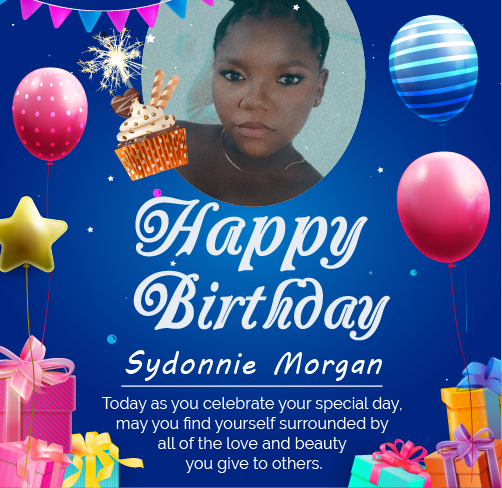 Happy
Birthday
Sydonnie Morgan
Today as you celebrate your special day,
may you find yourself surrounded by
all of the love and beauty
you give to others.